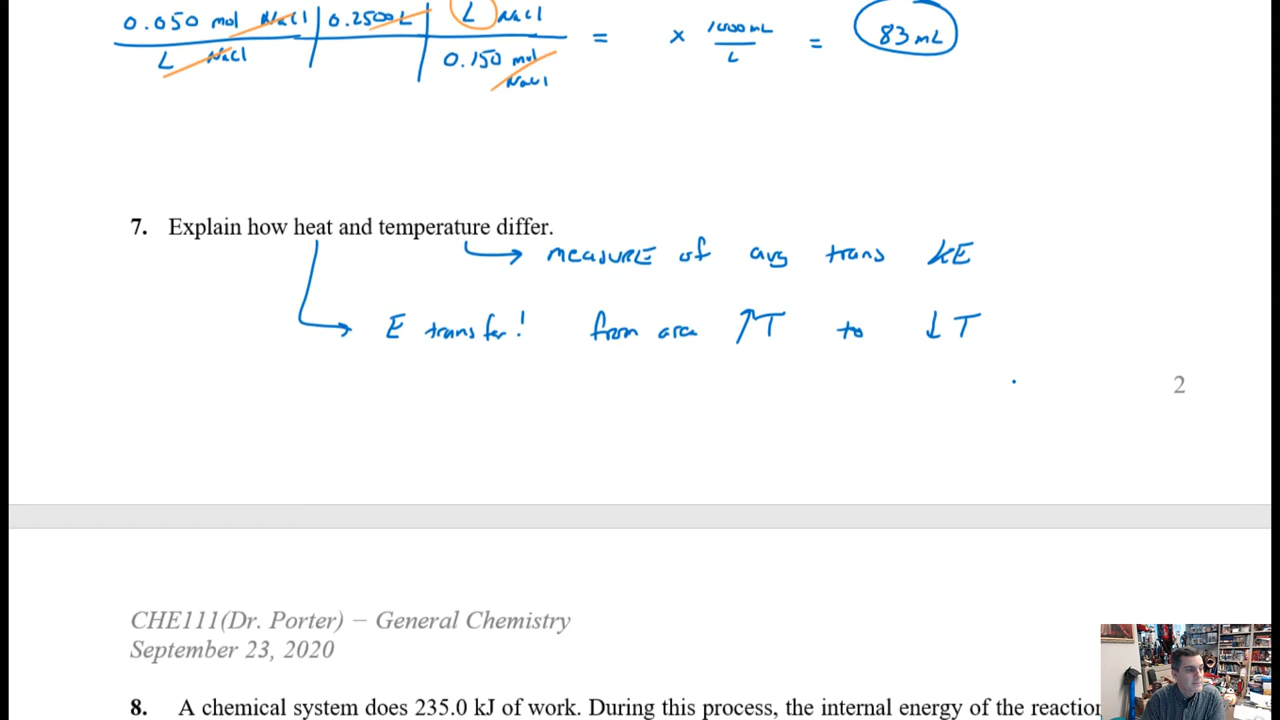 0.050 mol NaCl | 0.2500 L | L NaCl
L NaCl 0.150 mol NaCl = × 1000 mL / L = 83 mL
7. Explain how heat and temperature differ.
MEASURE of avg trans KE
E transfer! from area ↑T to ↓T
2
CHE111(Dr. Porter) – General Chemistry
September 23, 2020
8. A chemical system does 235.0 kJ of work. During this process, the internal energy of the